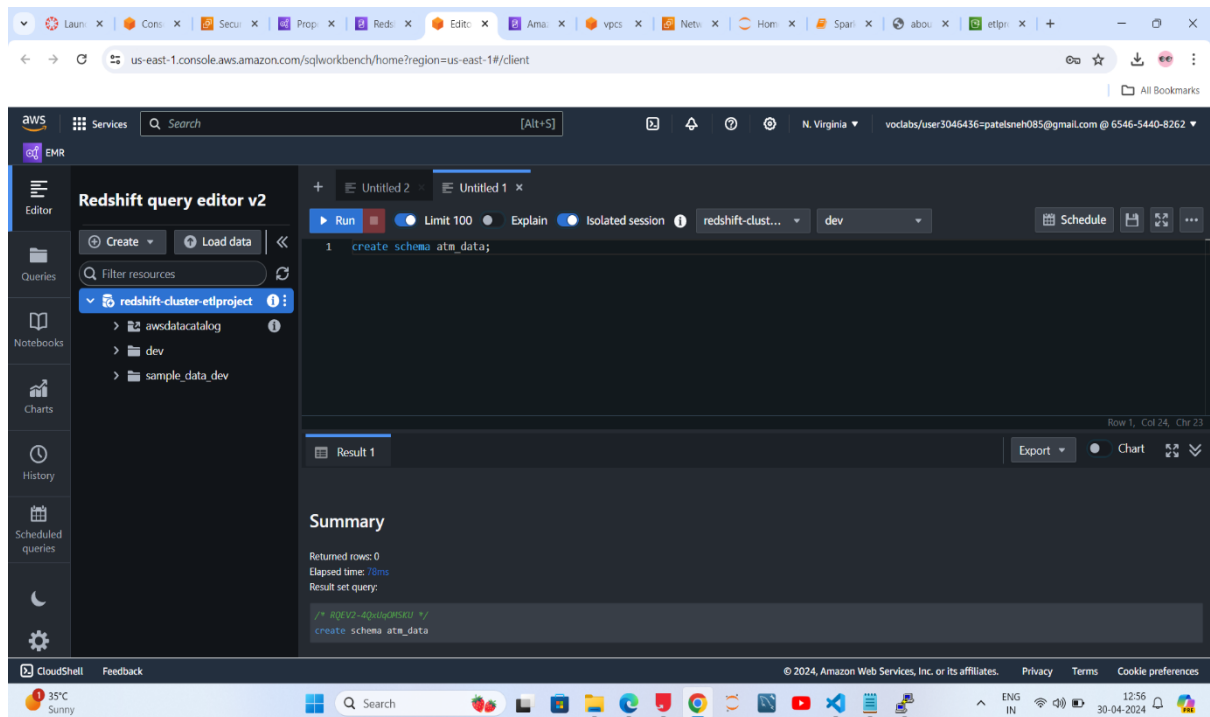 Laun
Cons
Secur
Prop
Reds
Edito
Ama
vpcs
Netw
Hom
Spar
abou
etlpr
us-east-1.console.aws.amazon.com/sqlworkbench/home?region=us-east-1#/client
All Bookmarks
aws
Services
Search
[Alt+S]
N. Virginia
voclabs/user3046436=patelsneh085@gmail.com @ 6546-5440-8262
EMR
Editor
Queries
Notebooks
Charts
History
Scheduled
queries
Redshift query editor v2
Create
Load data
Filter resources
redshift-cluster-etlproject
awsdatacatalog
dev
sample_data_dev
Untitled 2
Untitled 1
Run
Limit 100
Explain
Isolated session
redshift-clust...
dev
Schedule
1 create schema atm_data;
Row 1, Col 24, Chr 23
Result 1
Export
Chart
Summary
Returned rows: 0
Elapsed time: 78ms
Result set query:
/* RQEV2-4QxUqOMSKU */
create schema atm_data
CloudShell
Feedback
© 2024, Amazon Web Services, Inc. or its affiliates.
Privacy
Terms
Cookie preferences
1
35°C
Sunny
Search
ENG
IN
12:56
30-04-2024
PRE